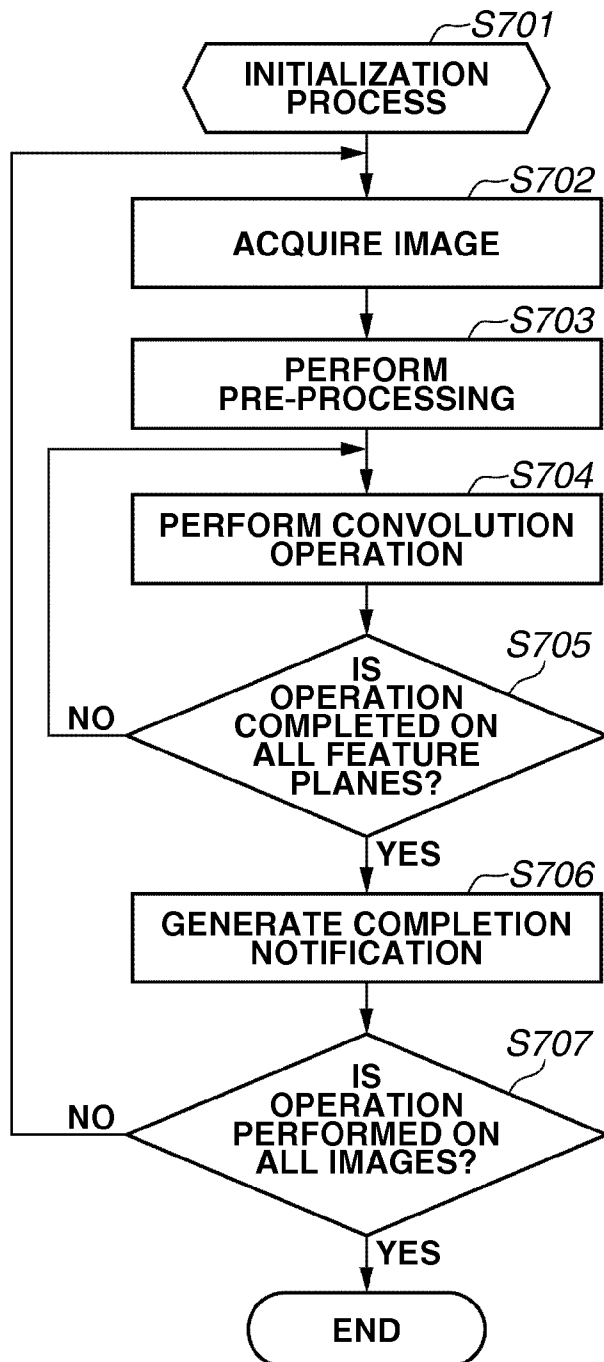 S701
INITIALIZATION
PROCESS
S702
ACQUIRE IMAGE
S703
PERFORM
PRE-PROCESSING
S704
PERFORM CONVOLUTION
OPERATION
S705
IS
OPERATION
COMPLETED ON
ALL FEATURE
PLANES?
NO
YES
S706
GENERATE COMPLETION
NOTIFICATION
S707
IS
OPERATION
PERFORMED ON
ALL IMAGES?
NO
YES
END